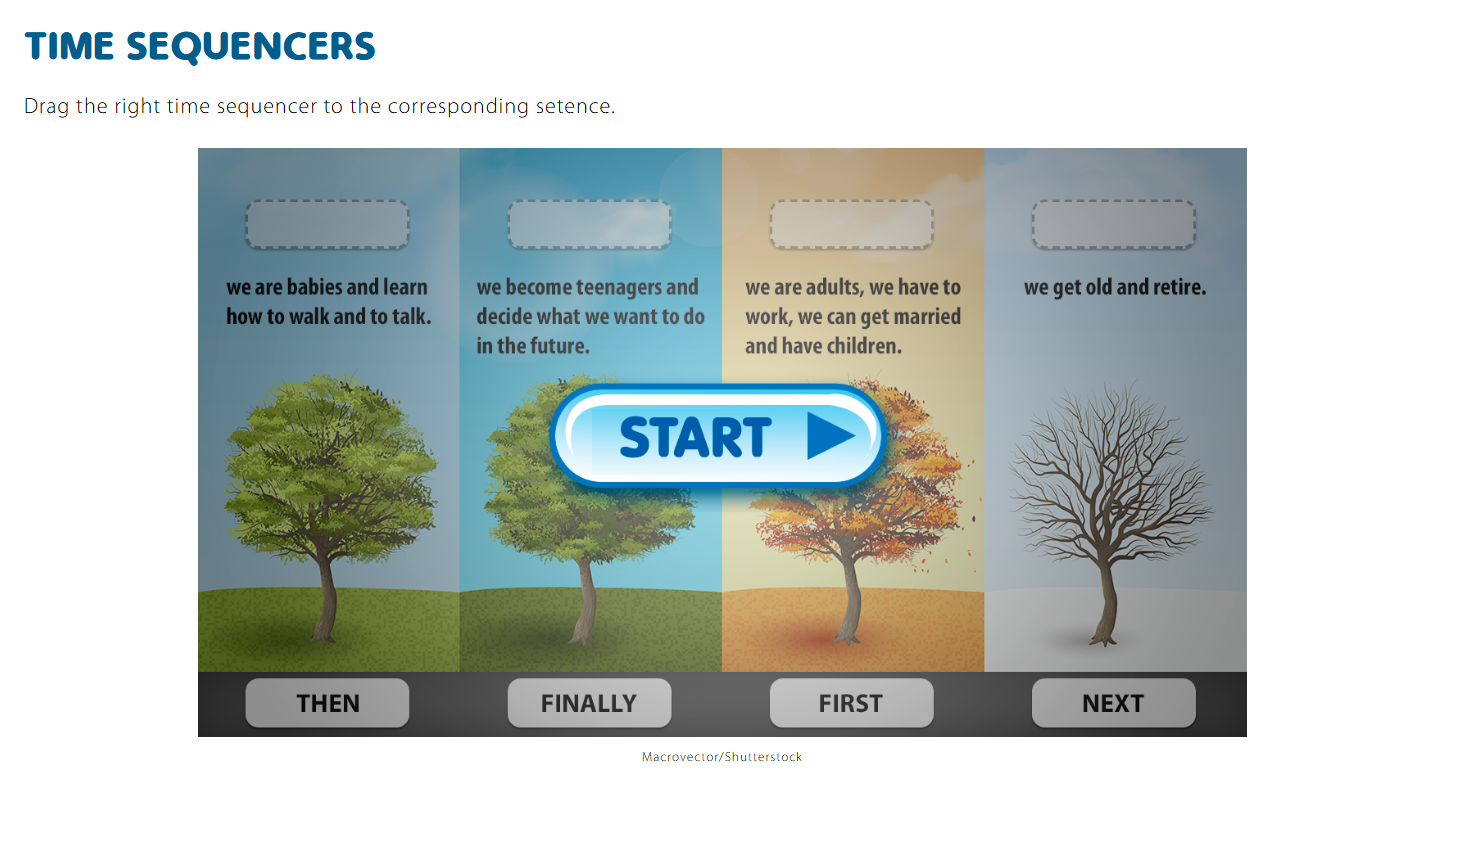 TIME SEQUENCERS
Drag the right time sequencer to the corresponding setence.
we are babies and learn
how to walk and to talk.
we become teenagers and
decide what we want to do
in the future.
we are adults, we have to
work, we can get married
and have children.
we get old and retire.
START
THEN
FINALLY
FIRST
NEXT
Macrovector/Shutterstock